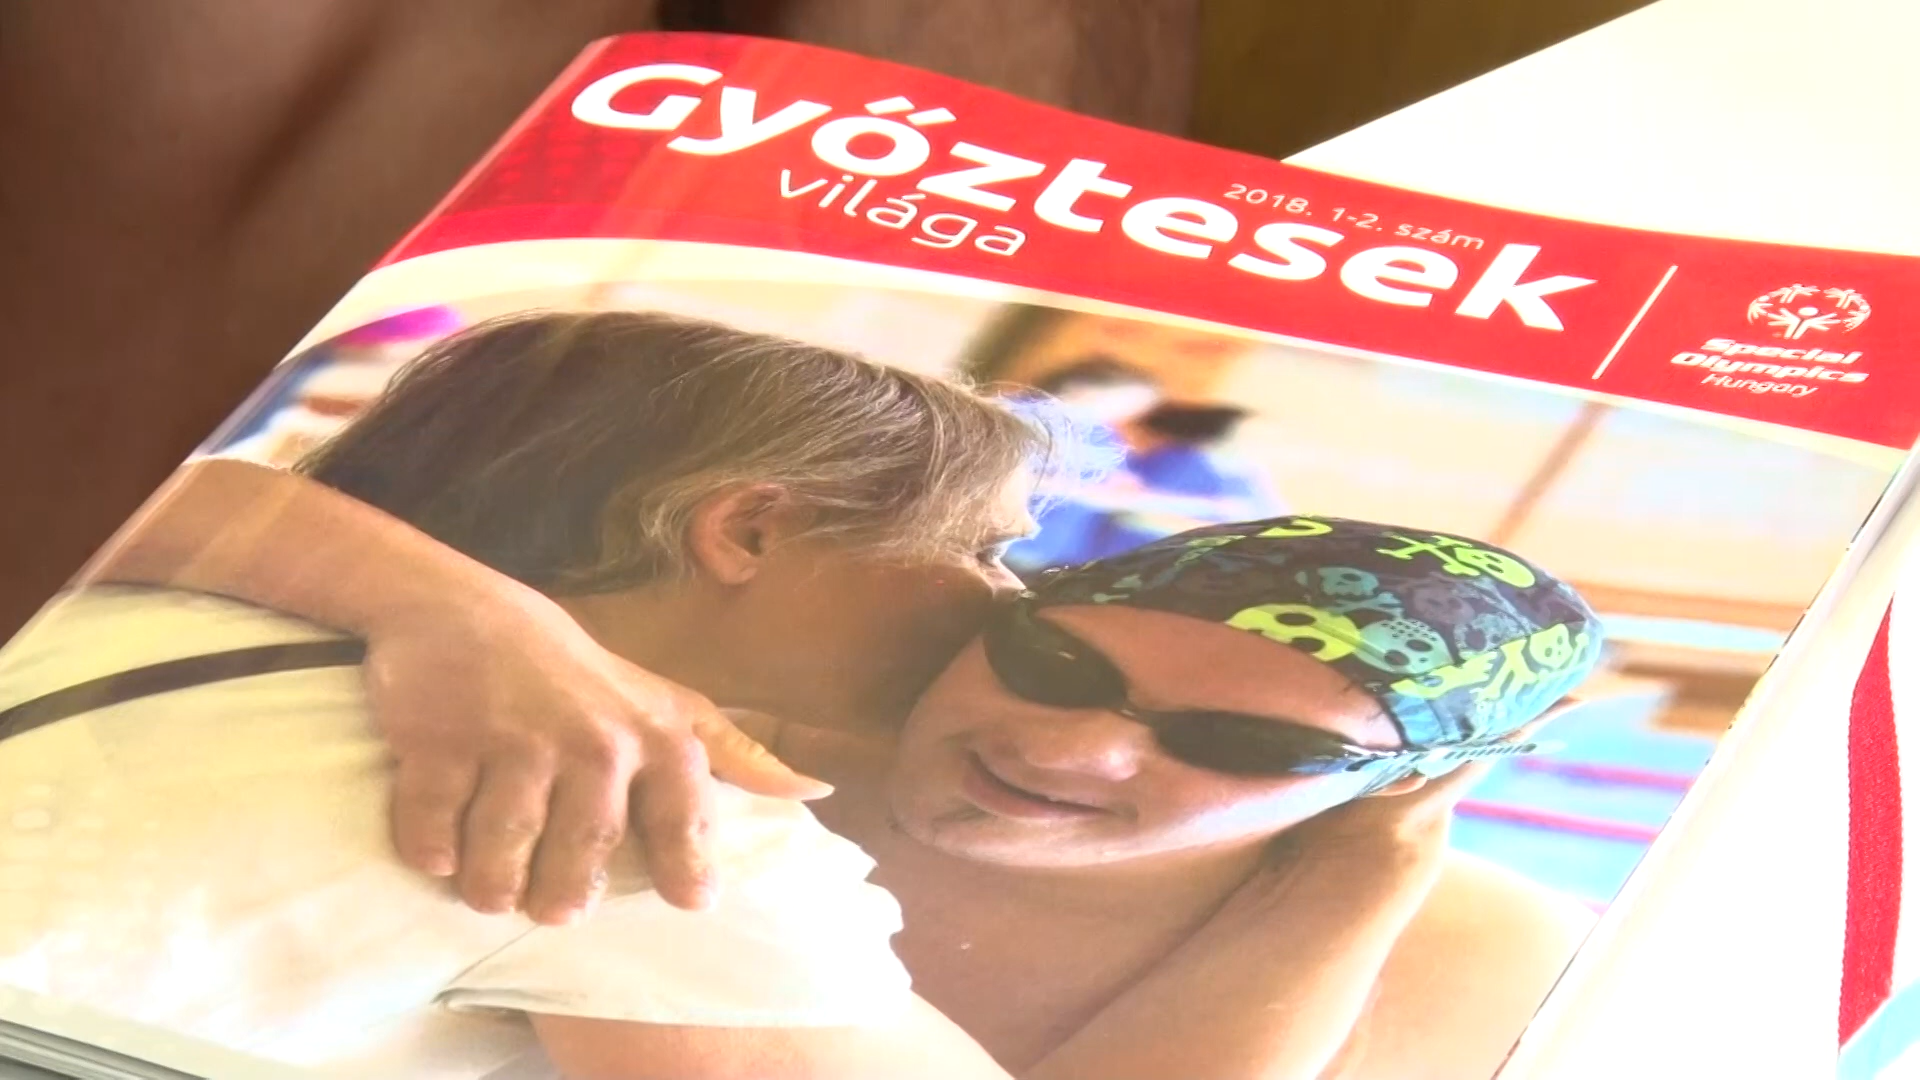 Győztesek
világa
2018. 1-2. szám
Special
Olympics
Hungary